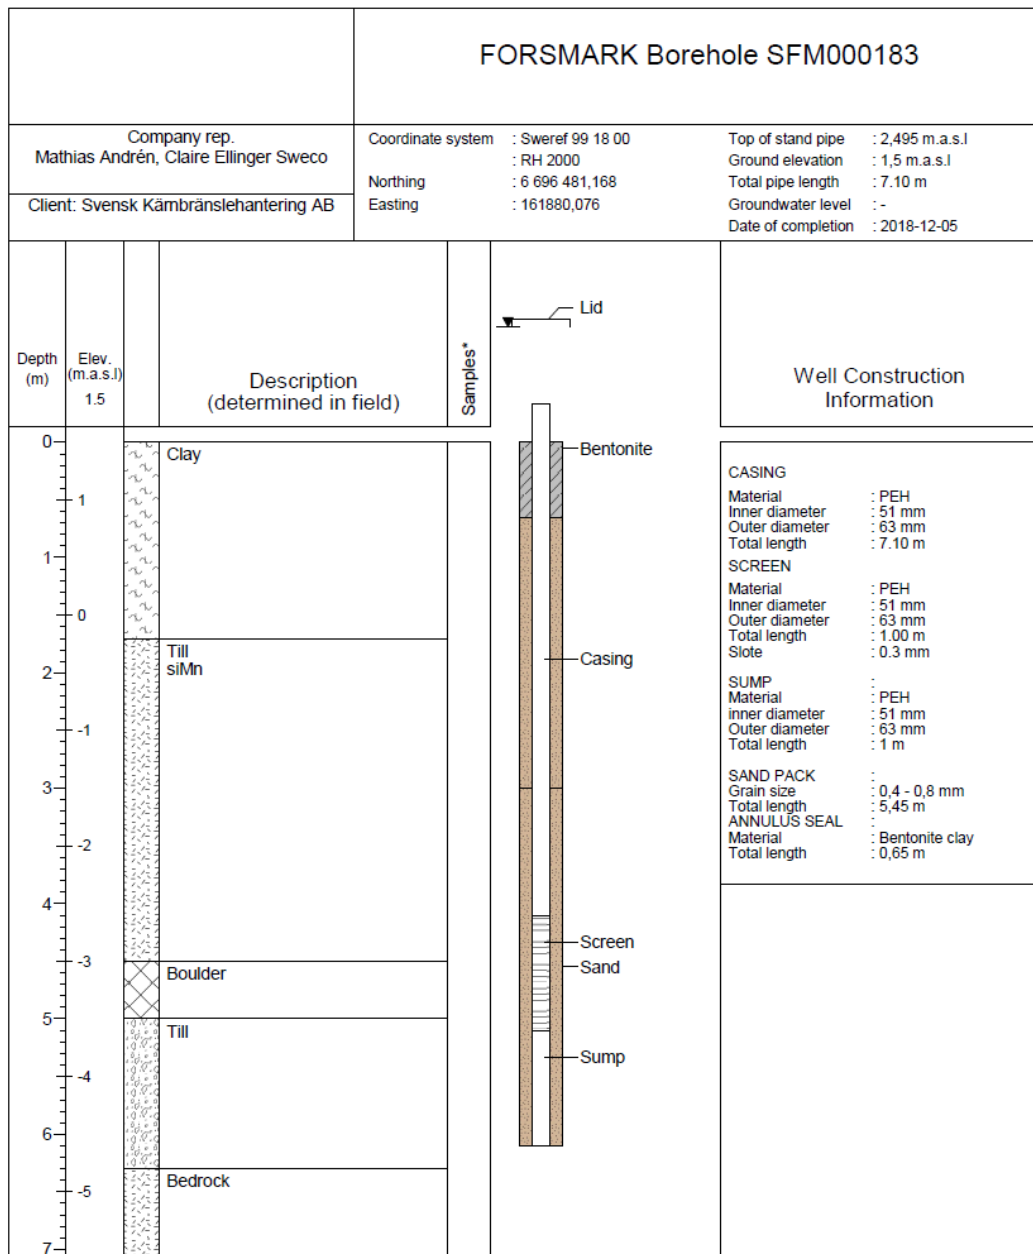 FORSMARK Borehole SFM000183
Company rep.
Mathias Andrén, Claire Ellinger Sweco
Client: Svensk Kärnbränslehantering AB
Coordinate system : Sweref 99 18 00
: RH 2000
Northing : 6 696 481,168
Easting : 161880,076
Top of stand pipe : 2,495 m.a.s.l
Ground elevation : 1,5 m.a.s.l
Total pipe length : 7.10 m
Groundwater level : -
Date of completion : 2018-12-05
Depth
(m)
Elev.
(m.a.s.l)
1.5
Description
(determined in field)
Samples*
Lid
Well Construction
Information
0
1
2
3
4
5
6
7
1
0
-1
-2
-3
-4
-5
Clay
Till
siMn
Boulder
Till
Bedrock
Bentonite
Casing
Screen
Sand
Sump
CASING
Material : PEH
Inner diameter : 51 mm
Outer diameter : 63 mm
Total length : 7.10 m
SCREEN
Material : PEH
Inner diameter : 51 mm
Outer diameter : 63 mm
Total length : 1.00 m
Slote : 0.3 mm
SUMP :
Material : PEH
inner diameter : 51 mm
Outer diameter : 63 mm
Total length : 1 m
SAND PACK :
Grain size : 0,4 - 0,8 mm
Total length : 5,45 m
ANNULUS SEAL :
Material : Bentonite clay
Total length : 0,65 m